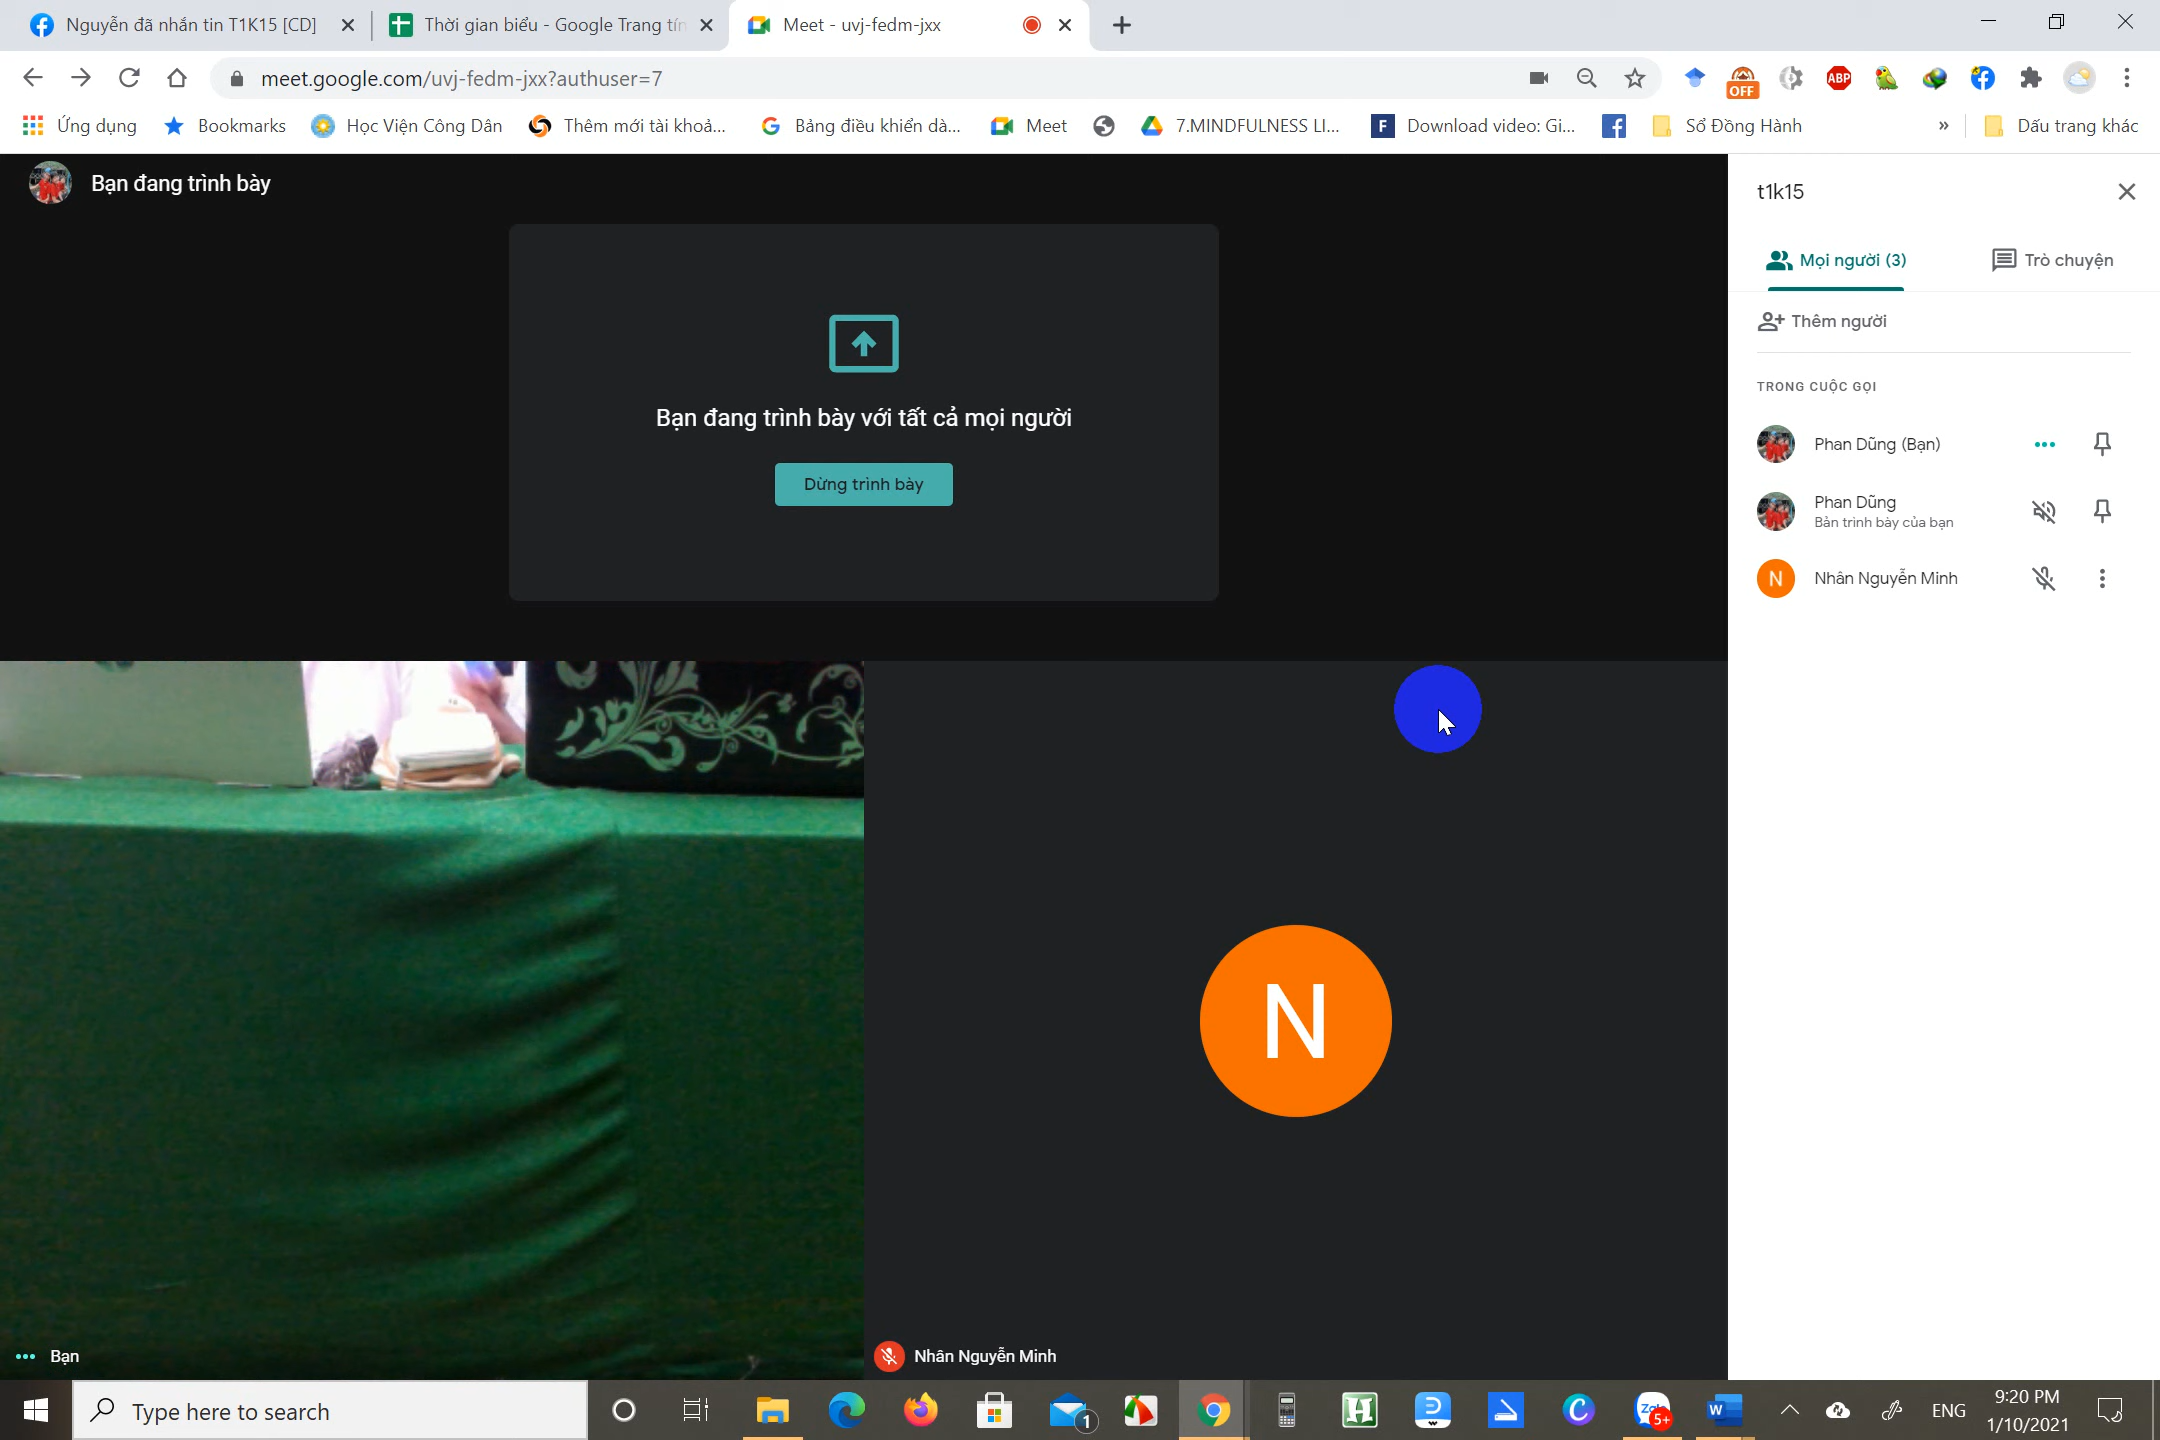 Nguyễn đã nhắn tin T1K15 [CD]
Thời gian biểu - Google Trang tín
Meet - uvj-fedm-jxx
meet.google.com/uvj-fedm-jxx?authuser=7
OFF
ABP
Ứng dụng
Bookmarks
Học Viện Công Dân
Thêm mới tài khoả...
Bảng điều khiển dà...
Meet
7.MINDFULNESS LI...
F
Download video: Gi...
Sổ Đồng Hành
»
Dấu trang khác
Bạn đang trình bày
Bạn đang trình bày với tất cả mọi người
Dừng trình bày
t1k15
Mọi người (3)
Trò chuyện
Thêm người
TRONG CUỘC GỌI
Phan Dũng (Bạn)
Phan Dũng
Bản trình bày của bạn
N
Nhân Nguyễn Minh
N
Bạn
Nhân Nguyễn Minh
Type here to search
1
Zalo
5+
W
ENG
9:20 PM
1/10/2021